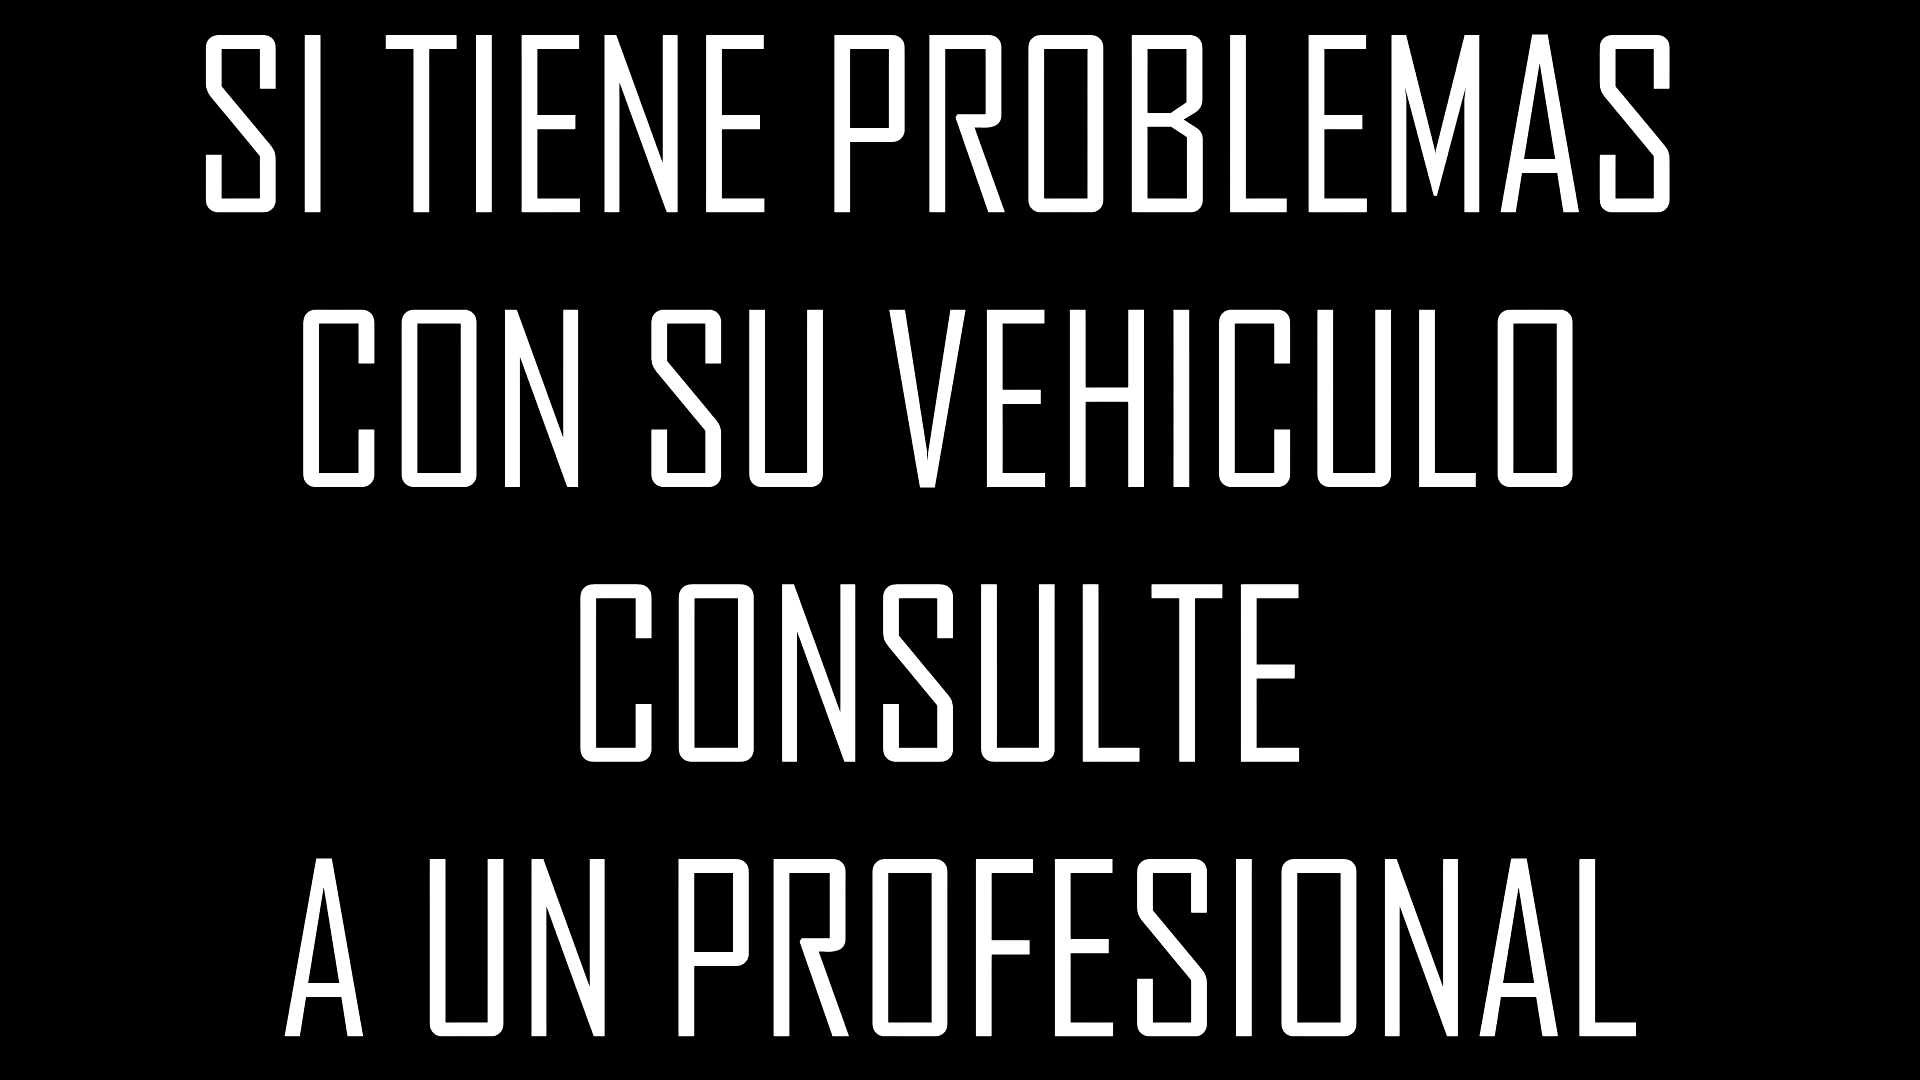 SI TIENE PROBLEMAS
CON SU VEHICULO
CONSULTE
A UN PROFESIONAL